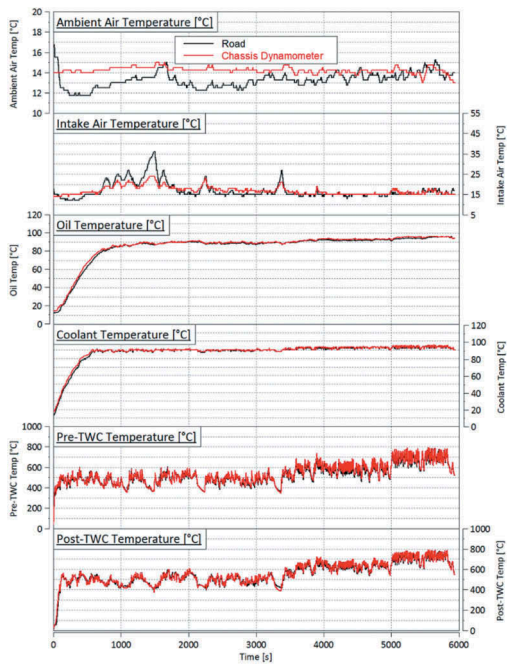 Ambient Air Temperature [°C]
Road
Chassis Dynamometer
Ambient Air Temp [°C]
20
18
16
14
12
10
Intake Air Temperature [°C]
55
45
35
25
15
5
Intake Air Temp [°C]
Oil Temperature [°C]
120
100
80
60
40
20
0
Oil Temp [°C]
Coolant Temperature [°C]
120
100
80
60
40
20
0
Coolant Temp [°C]
Pre-TWC Temperature [°C]
1000
800
600
400
200
0
Pre-TWC Temp [°C]
Post-TWC Temperature [°C]
1000
800
600
400
200
0
Post-TWC Temp [°C]
0 1000 2000 3000 4000 5000 6000
Time [s]